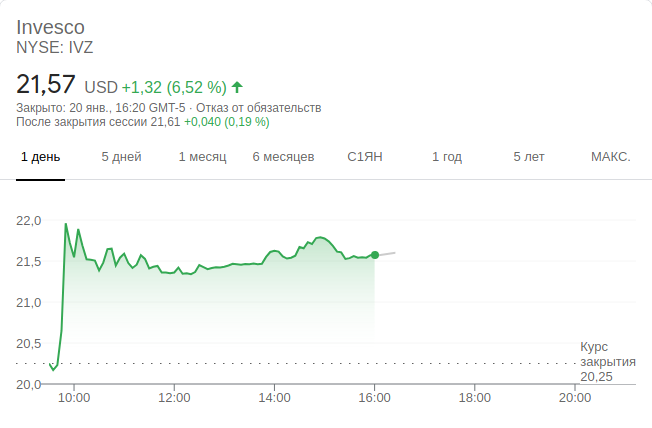 Invesco
NYSE: IVZ
21,57 USD +1,32 (6,52 %)
Закрыто: 20 янв., 16:20 GMT-5 · Отказ от обязательств
После закрытия сессии 21,61 +0,040 (0,19 %)
1 день 5 дней 1 месяц 6 месяцев С1ЯН 1 год 5 лет МАКС.
22,0
21,5
21,0
20,5
20,0
Курс
закрытия
20,25
10:00 12:00 14:00 16:00 18:00 20:00